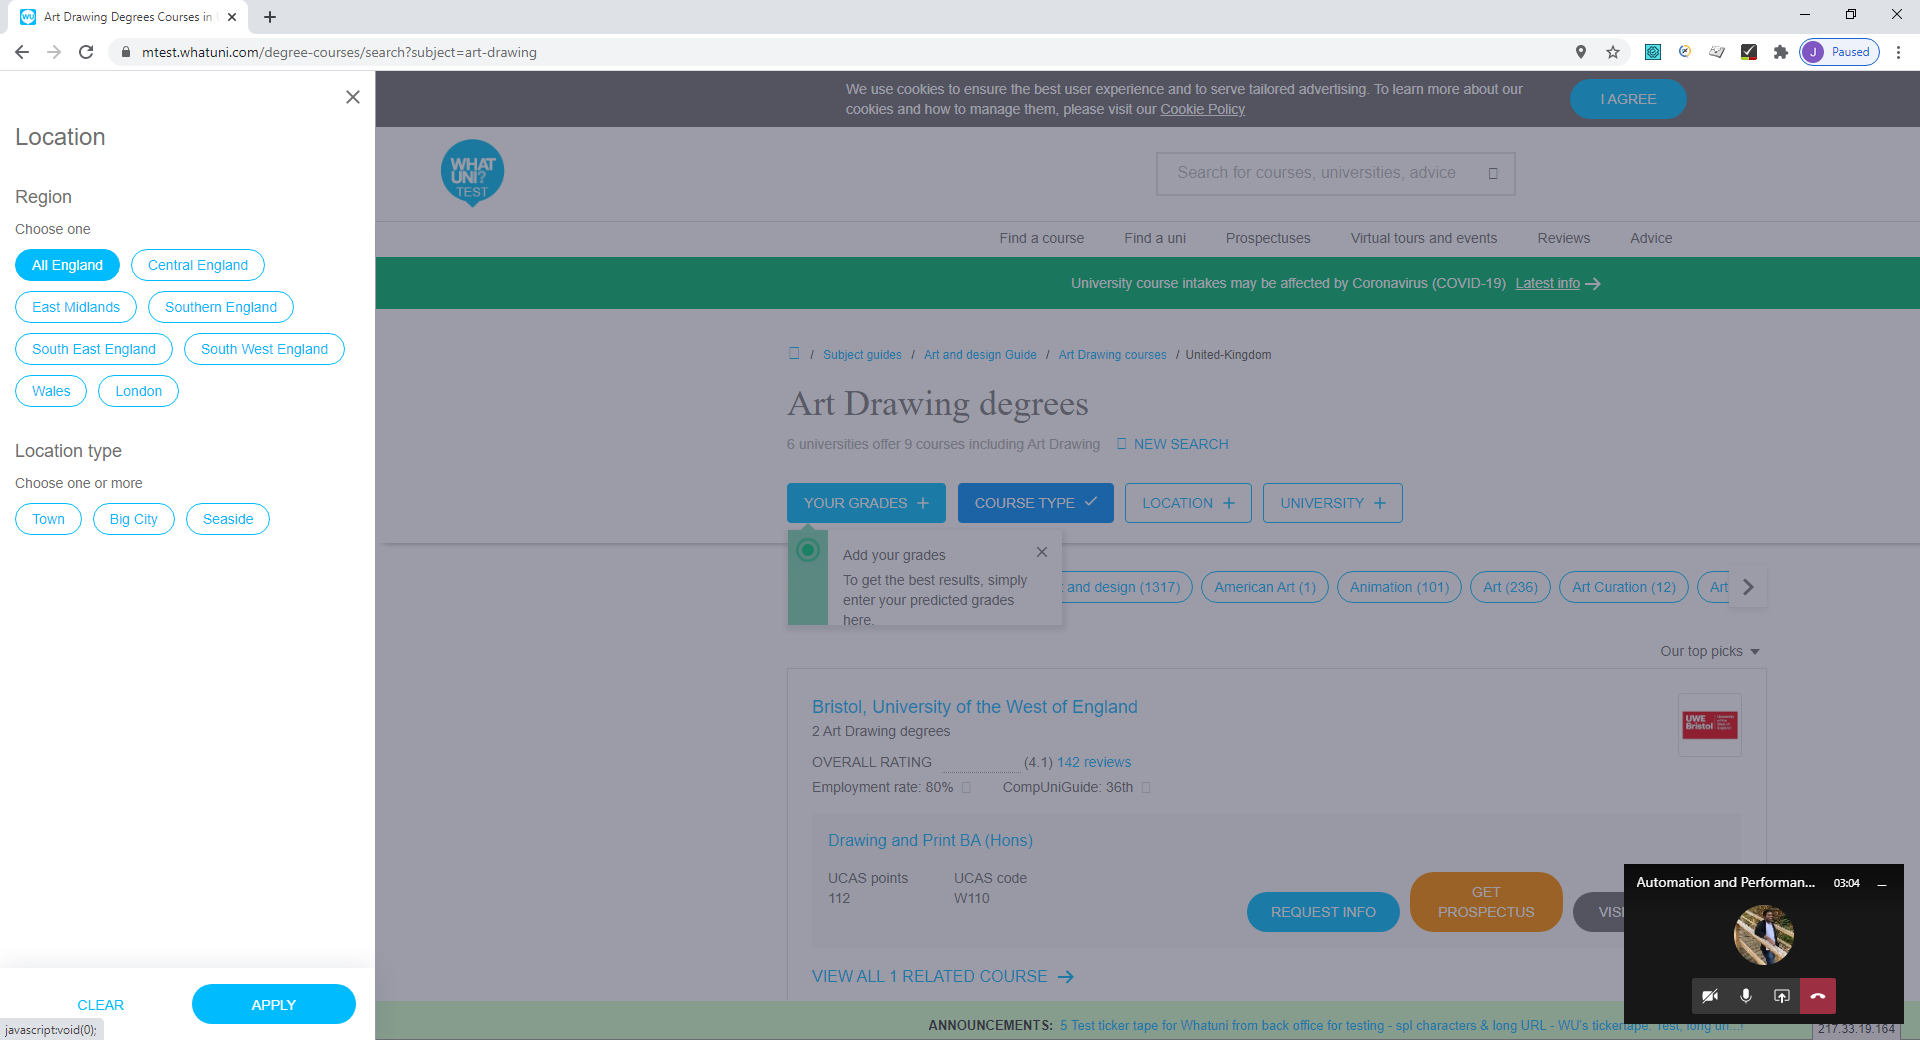 Art Drawing Degrees Courses in
mtest.whatuni.com/degree-courses/search?subject=art-drawing
J Paused
Location
Region
Choose one
All England
Central England
East Midlands
Southern England
South East England
South West England
Wales
London
Location type
Choose one or more
Town
Big City
Seaside
CLEAR
APPLY
javascript:void(0);
We use cookies to ensure the best user experience and to serve tailored advertising. To learn more about our
cookies and how to manage them, please visit our Cookie Policy
I AGREE
WHAT
UNI?
TEST
Search for courses, universities, advice
Find a course
Find a uni
Prospectuses
Virtual tours and events
Reviews
Advice
University course intakes may be affected by Coronavirus (COVID-19) Latest info
/ Subject guides / Art and design Guide / Art Drawing courses / United-Kingdom
Art Drawing degrees
6 universities offer 9 courses including Art Drawing
NEW SEARCH
YOUR GRADES
COURSE TYPE
LOCATION
UNIVERSITY
Add your grades
To get the best results, simply
enter your predicted grades
here.
and design (1317)
American Art (1)
Animation (101)
Art (236)
Art Curation (12)
Art
Our top picks
Bristol, University of the West of England
2 Art Drawing degrees
UWE
Bristol
OVERALL RATING (4.1) 142 reviews
Employment rate: 80%
CompUniGuide: 36th
Drawing and Print BA (Hons)
UCAS points
112
UCAS code
W110
REQUEST INFO
GET
PROSPECTUS
VISI
VIEW ALL 1 RELATED COURSE
Automation and Performan...
03:04
ANNOUNCEMENTS: 5 Test ticker tape for Whatuni from back office for testing - spl characters & long URL - WU's tickertape. Test, long url...!
217.33.19.164